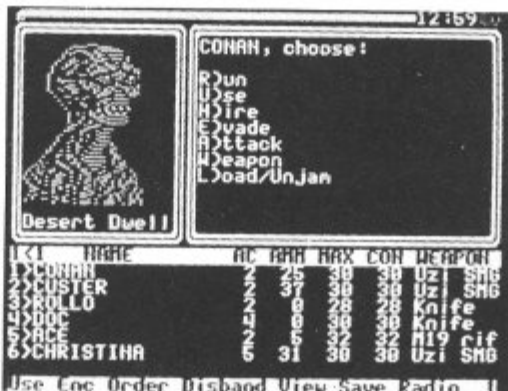 12:59
CONAN, choose:
R)un
U)se
H)ire
E)vade
A)ttack
W)eapon
L)oad/Unjam
Desert Dwell
NAME AC AMM MAX CON WEAPON
1>CONAN 2 25 30 30 Uzi SMG
2>CUSTER 2 37 30 30 Uzi SMG
3>ROLLO 2 0 28 28 Knife
4>DOC 4 0 30 30 Knife
5>ACE 2 5 32 32 M19 rif
6>CHRISTINA 5 31 30 30 Uzi SMG
Use Enc Order Disband View Save Radio